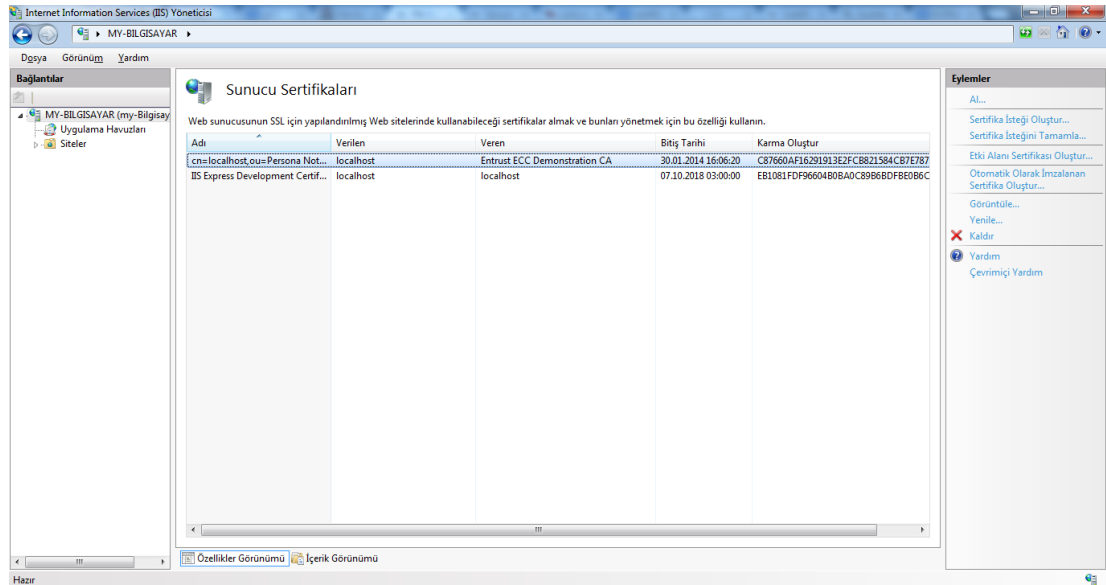 Internet Information Services (IIS) Yöneticisi
MY-BILGISAYAR
Dosya Görünüm Yardım
Bağlantılar
MY-BILGISAYAR (my-Bilgisay
Uygulama Havuzları
Siteler
Sunucu Sertifikaları
Web sunucusunun SSL için yapılandırılmış Web sitelerinde kullanabileceği sertifikalar almak ve bunları yönetmek için bu özelliği kullanın.
Adı Verilen Veren Bitiş Tarihi Karma Oluştur
cn=localhost,ou=Persona Not... localhost Entrust ECC Demonstration CA 30.01.2014 16:06:20 C87660AF16291913E2FCB821584CB7E787
IIS Express Development Certif... localhost localhost 07.10.2018 03:00:00 EB1081FDF96604B0BA0C89B6BDFBE0B6C
Özellikler Görünümü İçerik Görünümü
Eylemler
Al...
Sertifika İsteği Oluştur...
Sertifika İsteğini Tamamla...
Etki Alanı Sertifikası Oluştur...
Otomatik Olarak İmzalanan
Sertifika Oluştur...
Görüntüle...
Yenile...
Kaldır
Yardım
Çevrimiçi Yardım
Hazır